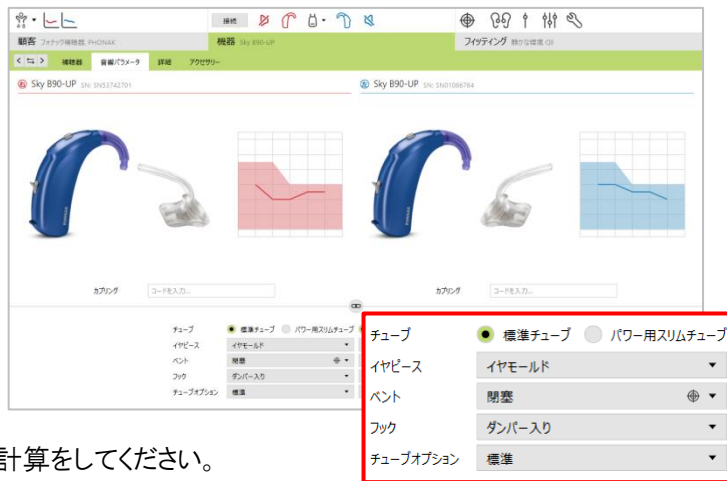 接続
顧客 フォナック補聴器, PHONAK
機器 Sky B90-UP
フィッティング 静かな環境
補聴器 音響パラメータ 詳細 アクセサリー
Sky B90-UP SN: SN53742701
Sky B90-UP SN: SN01086764
PHONAK
PHONAK
カプリング コードを入力...
カプリング コードを入力...
チューブ 標準チューブ パワー用スリムチューブ
イヤピース イヤモールド
ベント 閉塞
フック ダンパー入り
チューブオプション 標準
チューブ 標準チューブ パワー用スリムチューブ
イヤピース イヤモールド
ベント 閉塞
フック ダンパー入り
チューブオプション 標準
計算をしてください。